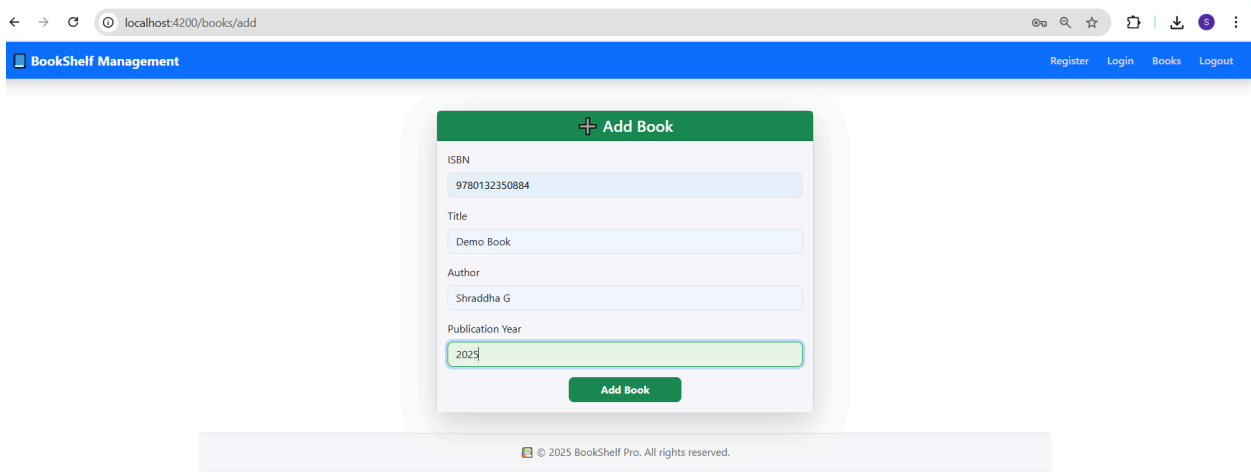 localhost:4200/books/add
S
BookShelf Management
Register Login Books Logout
Add Book
ISBN
9780132350884
Title
Demo Book
Author
Shraddha G
Publication Year
2025
Add Book
© 2025 BookShelf Pro. All rights reserved.